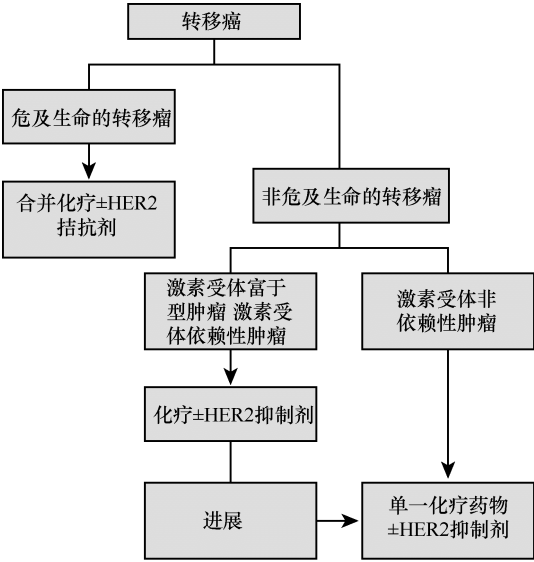 转移癌
危及生命的转移瘤
合并化疗±HER2
拮抗剂
非危及生命的转移瘤
激素受体富于
型肿瘤 激素受
体依赖性肿瘤
激素受体非
依赖性肿瘤
化疗±HER2抑制剂
进展
单一化疗药物
±HER2抑制剂